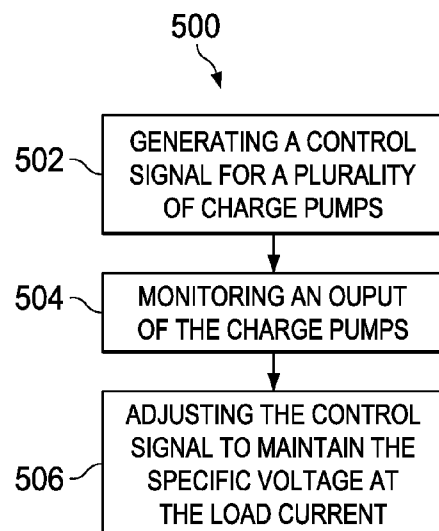 500
502
GENERATING A CONTROL
SIGNAL FOR A PLURALITY
OF CHARGE PUMPS
504
MONITORING AN OUPUT
OF THE CHARGE PUMPS
506
ADJUSTING THE CONTROL
SIGNAL TO MAINTAIN THE
SPECIFIC VOLTAGE AT
THE LOAD CURRENT